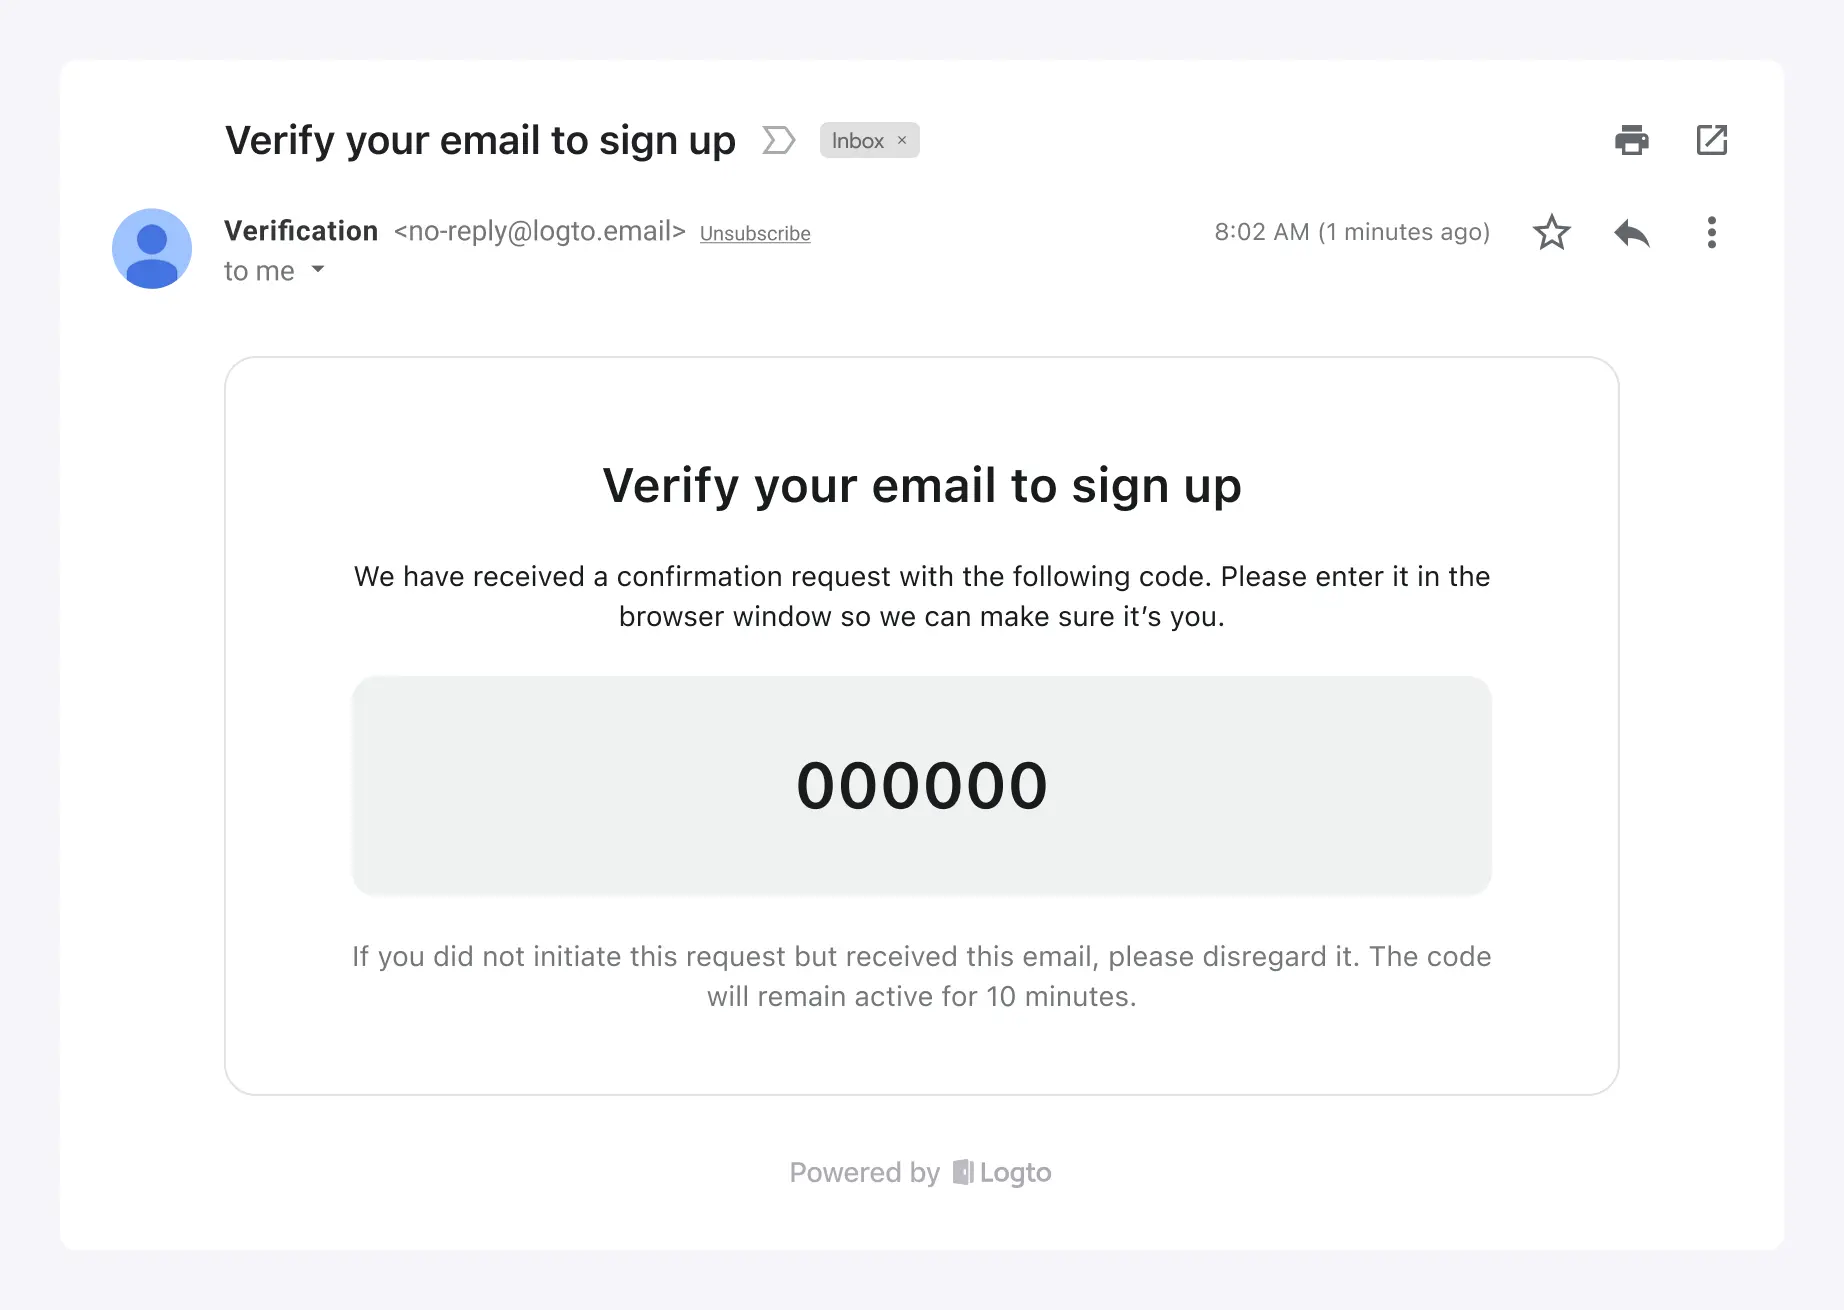 Verify your email to sign up
Inbox ×
Verification <no-reply@logto.email> Unsubscribe
8:02 AM (1 minutes ago)
to me
Verify your email to sign up
We have received a confirmation request with the following code. Please enter it in the
browser window so we can make sure it’s you.
000000
If you did not initiate this request but received this email, please disregard it. The code
will remain active for 10 minutes.
Powered by Logto